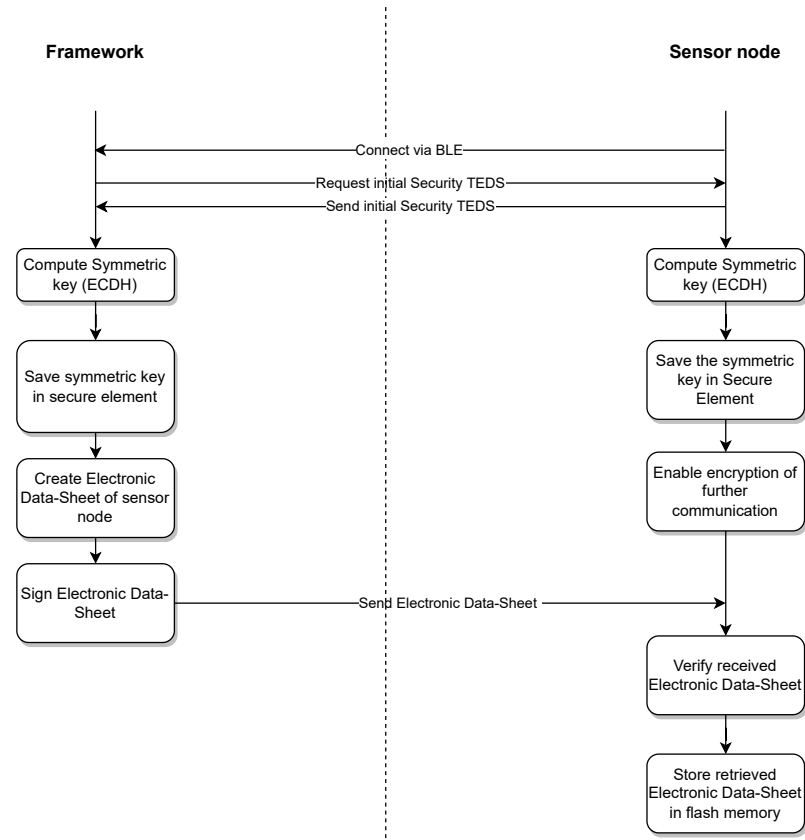 Framework
Sensor node
Connect via BLE
Request initial Security TEDS
Send initial Security TEDS
Compute Symmetric
key (ECDH)
Compute Symmetric
key (ECDH)
Save symmetric key
in secure element
Save the symmetric
key in Secure
Element
Create Electronic
Data-Sheet of sensor
node
Enable encryption of
further
communication
Sign Electronic Data-
Sheet
Send Electronic Data-Sheet
Verify received
Electronic Data-Sheet
Store retrieved
Electronic Data-Sheet
in flash memory